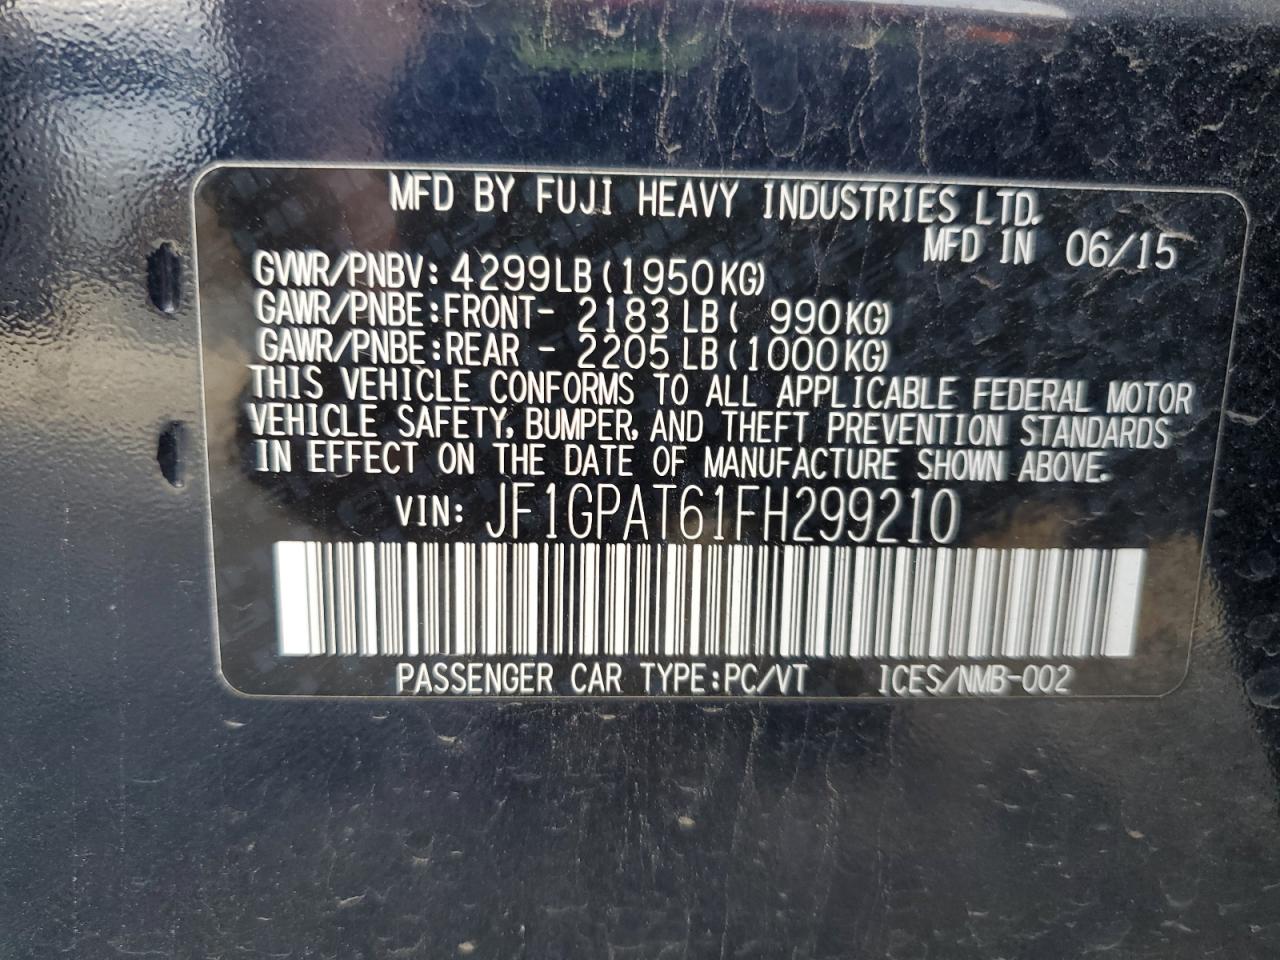 MFD BY FUJI HEAVY INDUSTRIES LTD.
MFD IN 06/15
GVWR/PNBV: 4299LB (1950KG)
GAWR/PNBE:FRONT- 2183 LB ( 990KG)
GAWR/PNBE:REAR - 2205 LB (1000KG)
THIS VEHICLE CONFORMS TO ALL APPLICABLE FEDERAL MOTOR
VEHICLE SAFETY, BUMPER, AND THEFT PREVENTION STANDARDS
IN EFFECT ON THE DATE OF MANUFACTURE SHOWN ABOVE.
VIN: JF1GPAT61FH299210
PASSENGER CAR TYPE:PC/VT ICES/NMB-002